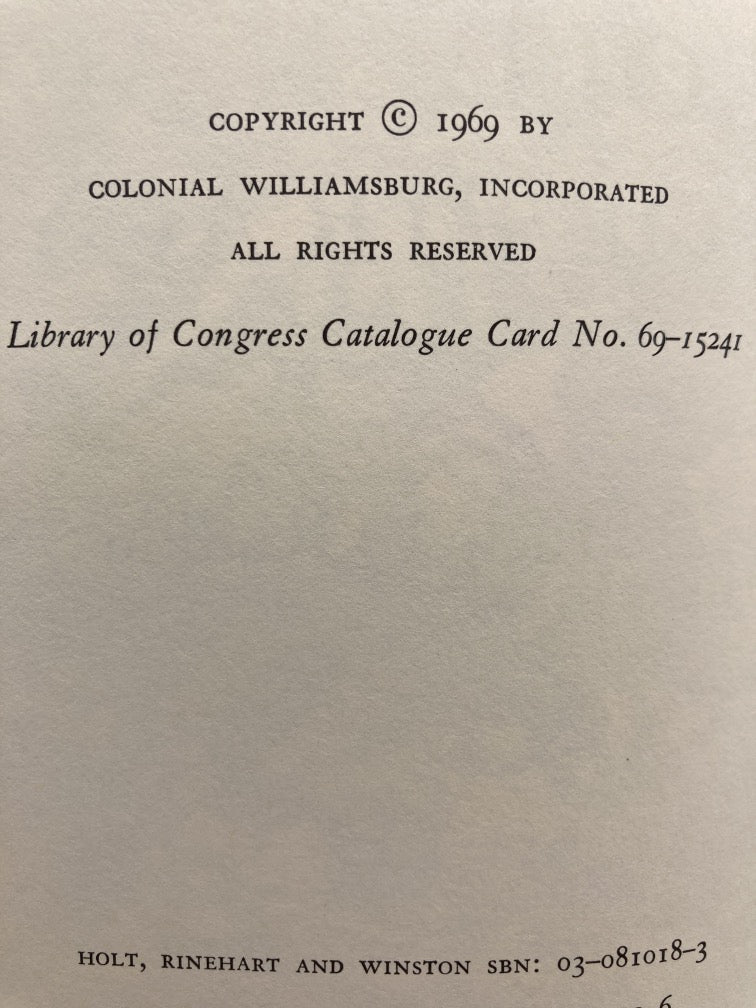 COPYRIGHT © 1969 BY
COLONIAL WILLIAMSBURG, INCORPORATED
ALL RIGHTS RESERVED
Library of Congress Catalogue Card No. 69–15241
HOLT, RINEHART AND WINSTON SBN: 03–081018–3